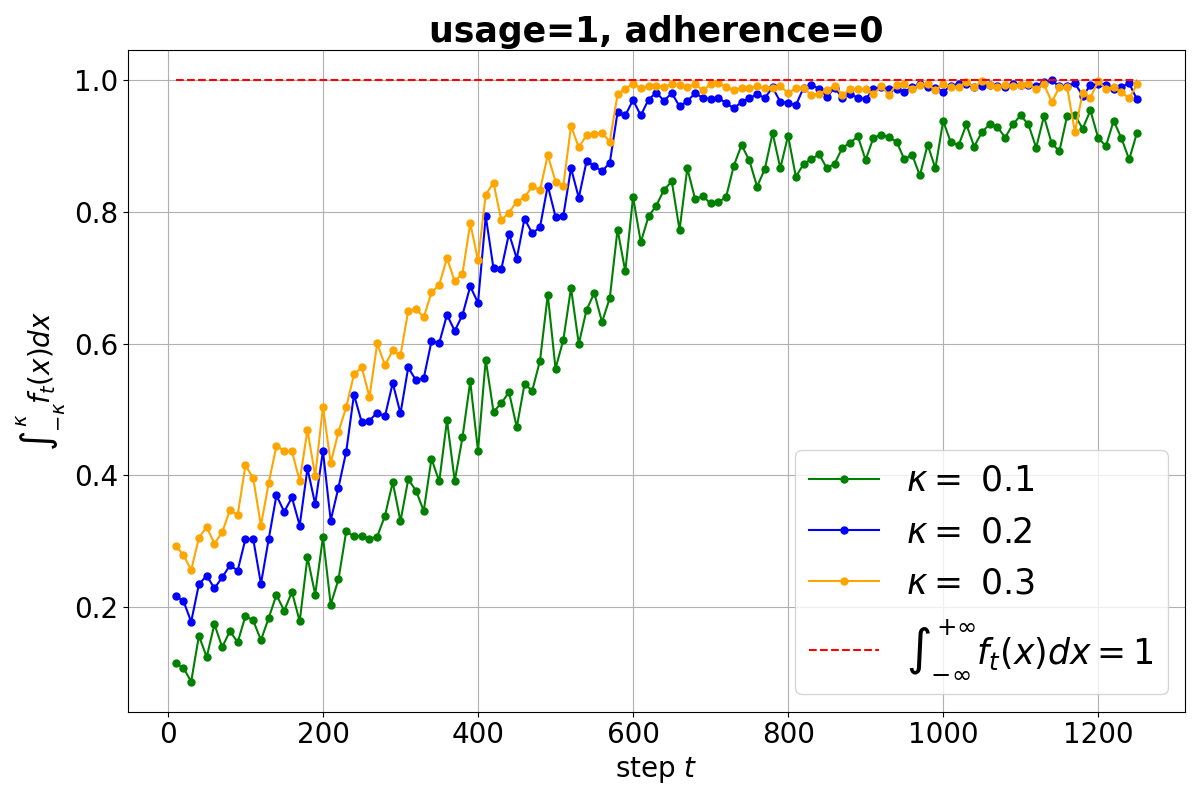 usage=1, adherence=0
1.0
0.8
0.6
0.4
0.2
∫_{-κ}^{κ} f_t(x)dx
κ = 0.1
κ = 0.2
κ = 0.3
∫_{-∞}^{+∞} f_t(x)dx = 1
0 200 400 600 800 1000 1200
step t